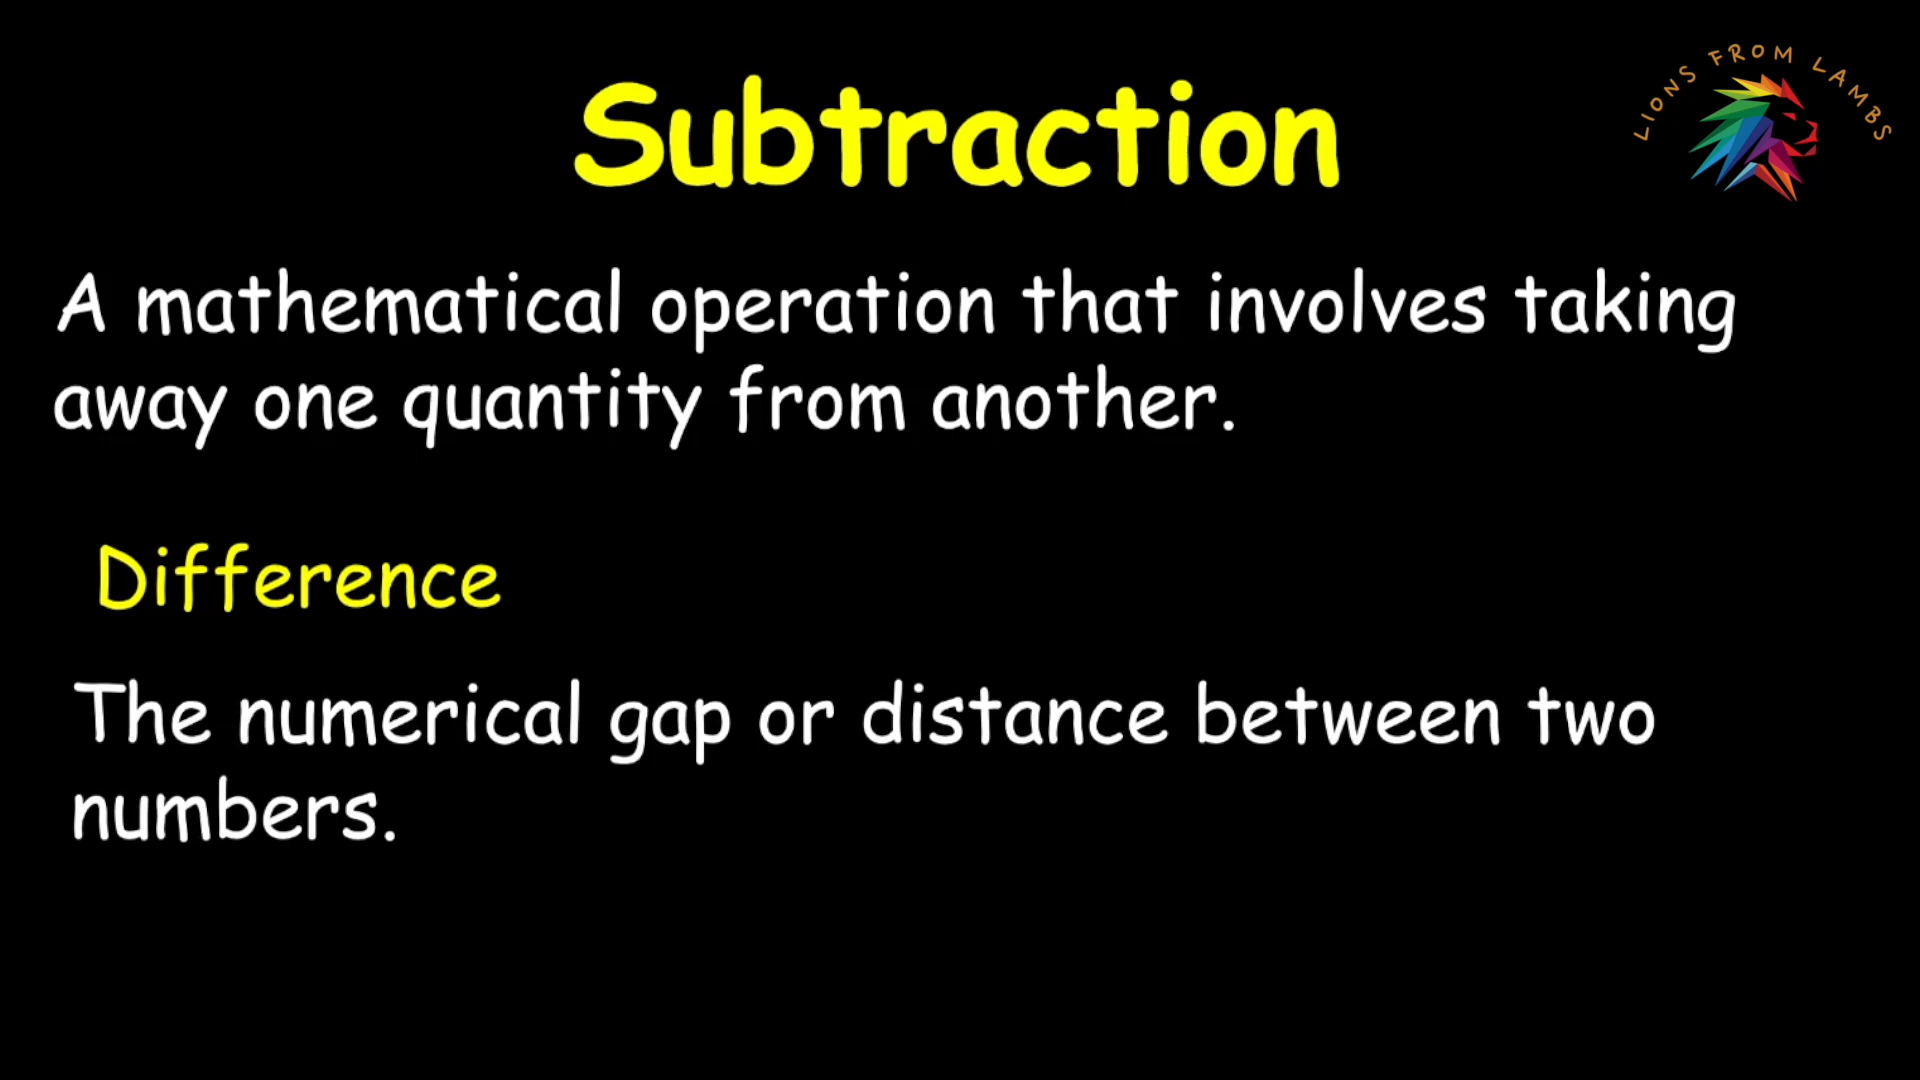 LIONS FROM LAMBS
Subtraction
A mathematical operation that involves taking
away one quantity from another.
Difference
The numerical gap or distance between two
numbers.